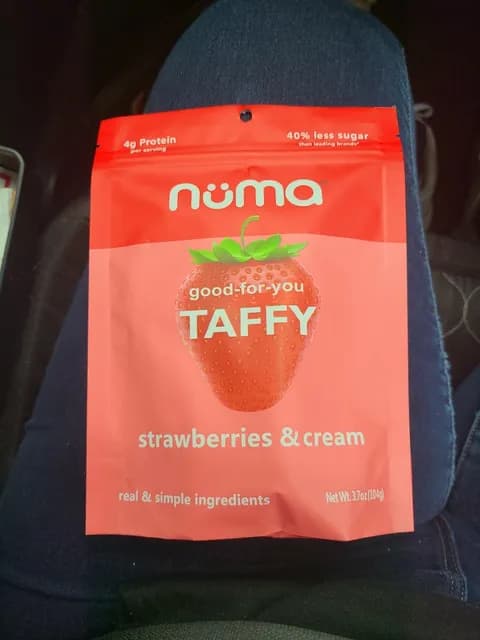 4g Protein
per serving
40% less sugar
than leading brands*
nüma
good-for-you
TAFFY
strawberries & cream
real & simple ingredients
Net Wt. 3.7oz (104g)